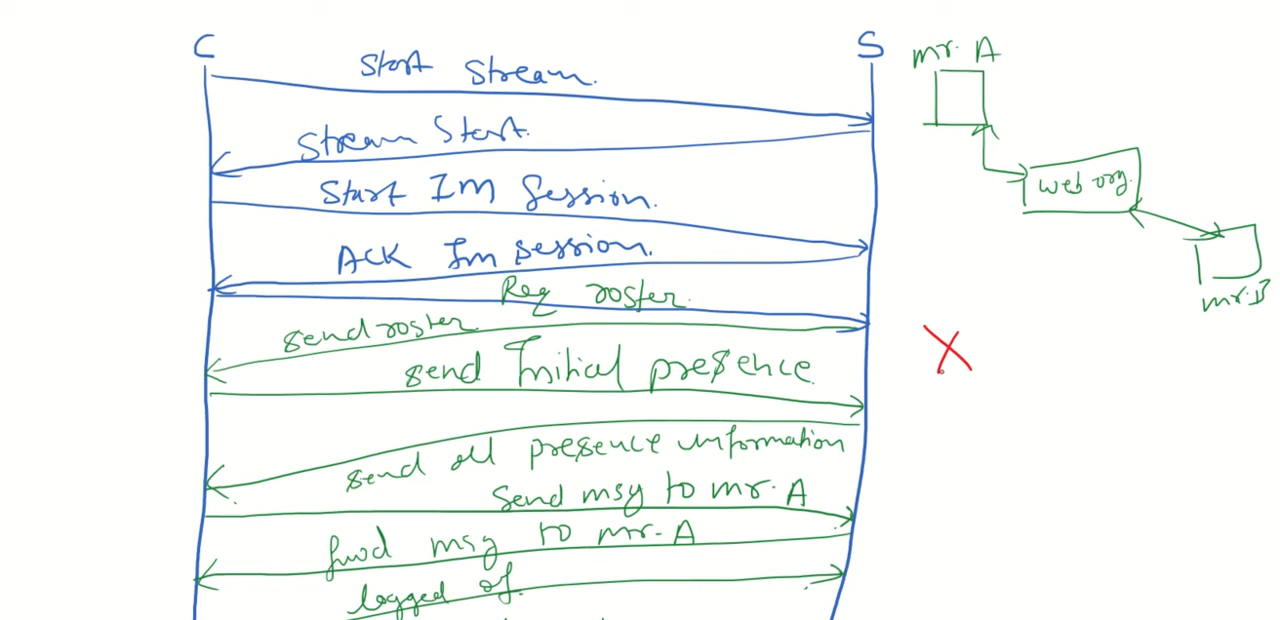 C
S
Start Stream.
Stream Start.
Start Im Session.
ACK Im session.
Req roster.
send roster
send Initial presence.
send all presence information
Send msg to mr. A
fwd msg to mr. A
logged of.
mr. A
web org.
mr. B
X